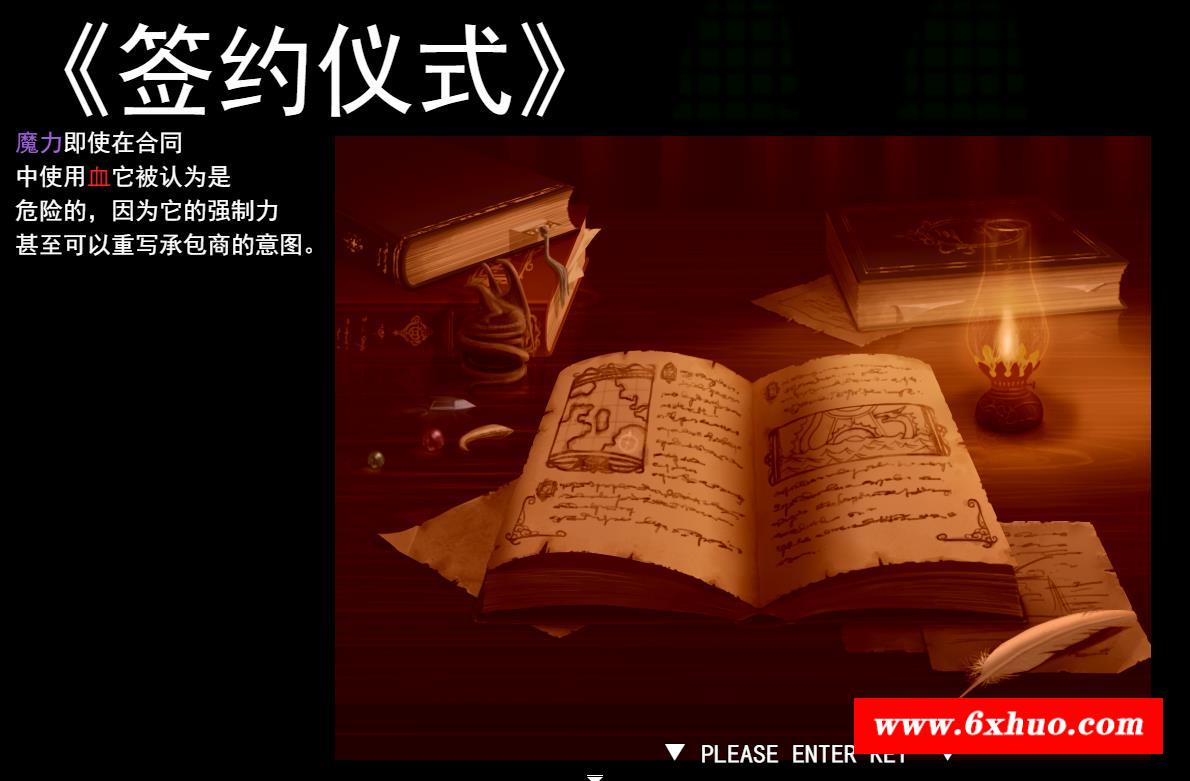 《签约仪式》
魔力即使在合同
中使用血它被认为是
危险的，因为它的强制力
甚至可以重写承包商的意图。
▼ PLEASE ENTER KEY ▼
www.6xhuo.com